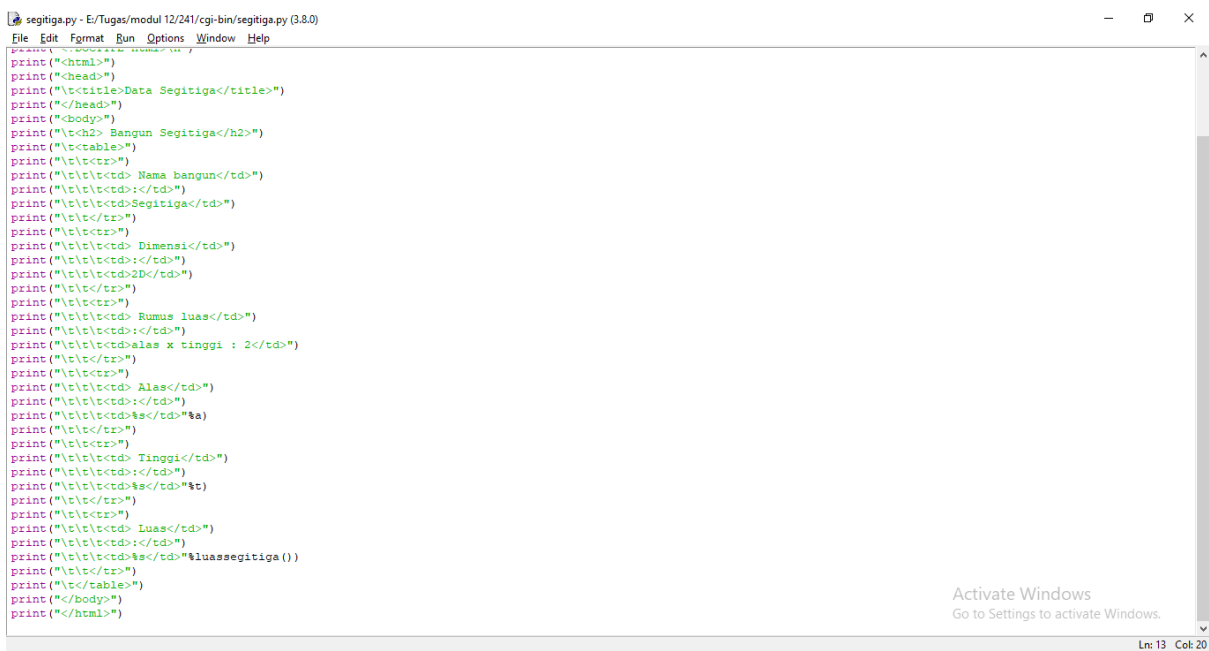 segitiga.py - E:/Tugas/modul 12/241/cgi-bin/segitiga.py (3.8.0)
File Edit Format Run Options Window Help
print("<!DOCTYPE html>\n")
print("<html>")
print("<head>")
print("\t<title>Data Segitiga</title>")
print("</head>")
print("<body>")
print("\t<h2> Bangun Segitiga</h2>")
print("\t<table>")
print("\t\t<tr>")
print("\t\t\t<td> Nama bangun</td>")
print("\t\t\t<td>:</td>")
print("\t\t\t<td>Segitiga</td>")
print("\t\t</tr>")
print("\t\t<tr>")
print("\t\t\t<td> Dimensi</td>")
print("\t\t\t<td>:</td>")
print("\t\t\t<td>2D</td>")
print("\t\t</tr>")
print("\t\t<tr>")
print("\t\t\t<td> Rumus luas</td>")
print("\t\t\t<td>:</td>")
print("\t\t\t<td>alas x tinggi : 2</td>")
print("\t\t</tr>")
print("\t\t<tr>")
print("\t\t\t<td> Alas</td>")
print("\t\t\t<td>:</td>")
print("\t\t\t<td>%s</td>"%a)
print("\t\t</tr>")
print("\t\t<tr>")
print("\t\t\t<td> Tinggi</td>")
print("\t\t\t<td>:</td>")
print("\t\t\t<td>%s</td>"%t)
print("\t\t</tr>")
print("\t\t<tr>")
print("\t\t\t<td> Luas</td>")
print("\t\t\t<td>:</td>")
print("\t\t\t<td>%s</td>"%luassegitiga())
print("\t\t</tr>")
print("\t</table>")
print("</body>")
print("</html>")
Activate Windows
Go to Settings to activate Windows.
Ln: 13 Col: 20